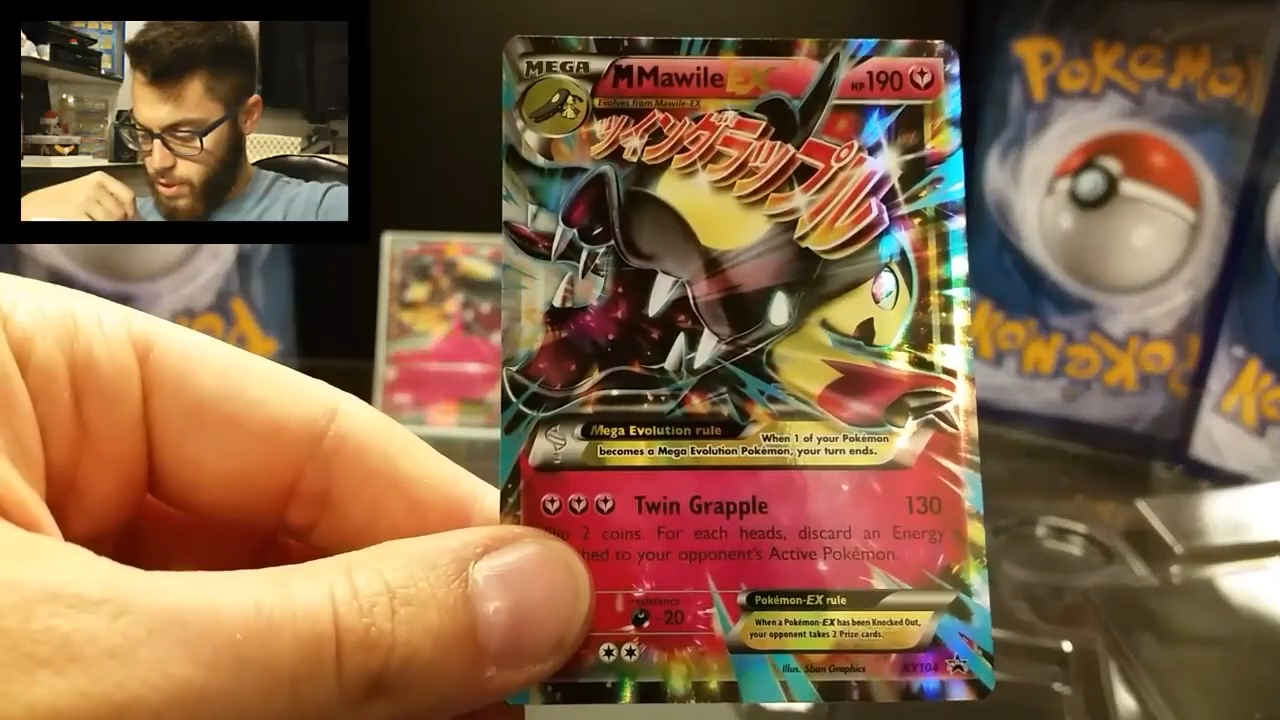 MEGA
M Mawile EX
HP 190
Evolves from Mawile-EX
ツイングラップル
Mega Evolution rule
When 1 of your Pokémon
becomes a Mega Evolution Pokémon, your turn ends.
Twin Grapple 130
2 coins. For each heads, discard an Energy
to your opponent's Active Pokémon.
resistance
-20
Pokémon-EX rule
When a Pokémon-EX has been Knocked Out,
your opponent takes 2 Prize cards.
Illus. 5ban Graphics
XY104
POKéMON
POKéMON